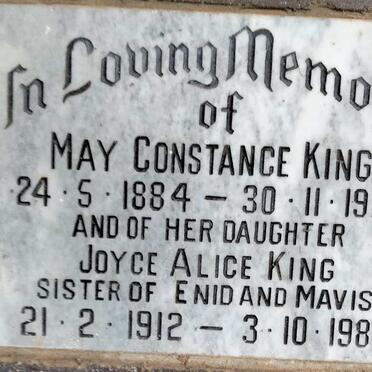 In Loving Memo
of
MAY CONSTANCE KING
24 · 5 · 1884 — 30 · 11 · 19
AND OF HER DAUGHTER
JOYCE ALICE KING
SISTER OF ENID AND MAVIS
21 · 2 · 1912 — 3 · 10 · 198